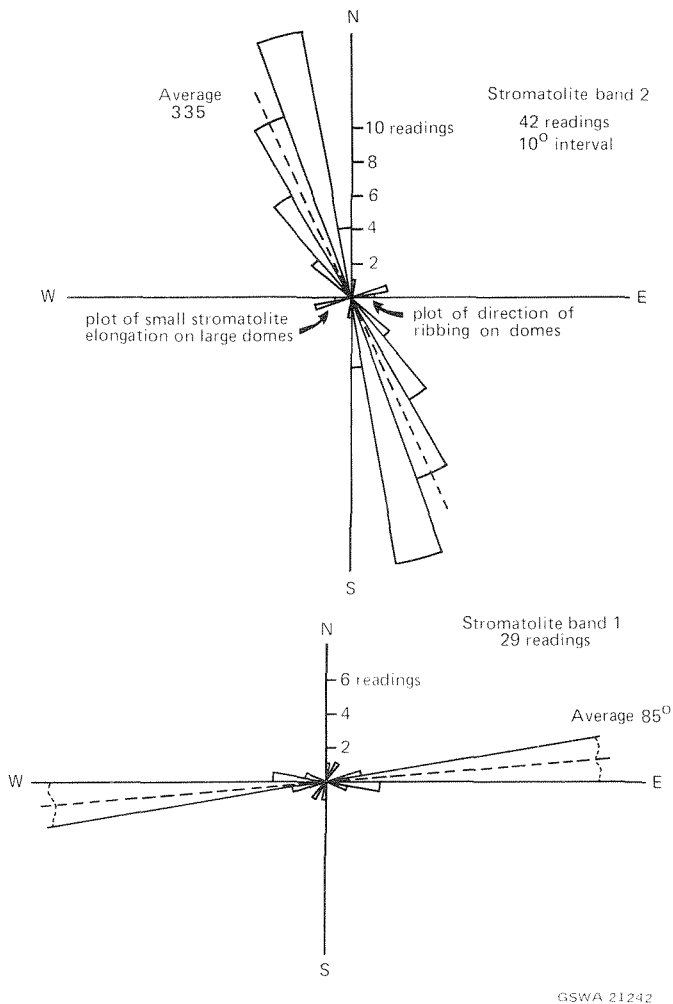 N
Average
335
Stromatolite band 2
42 readings
10° interval
10 readings
8
6
4
2
W
E
plot of small stromatolite
elongation on large domes
plot of direction of
ribbing on domes
S
Stromatolite band 1
29 readings
N
6 readings
4
2
Average 85°
W
E
S
GSWA 21242